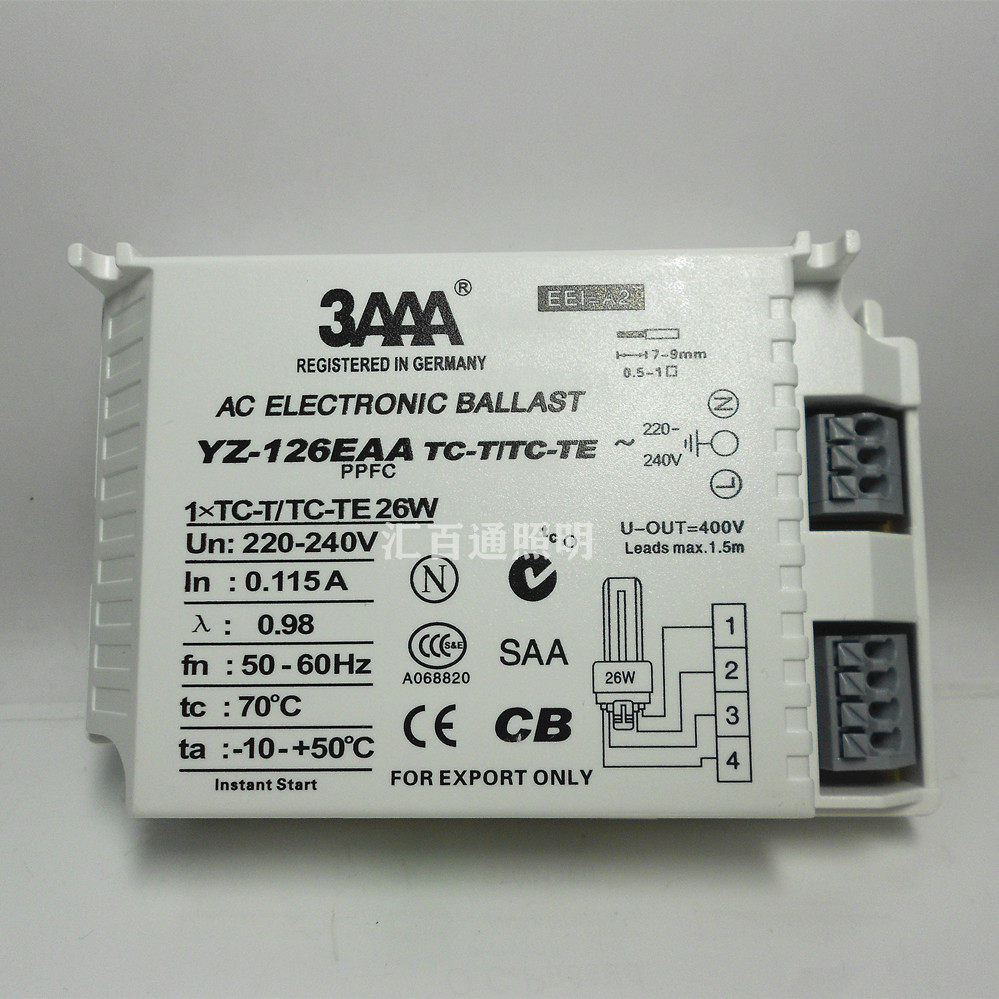 3AAA®
REGISTERED IN GERMANY
EEI=A2
7-9mm
0.5-1□
AC ELECTRONIC BALLAST
YZ-126EAA TC-T/TC-TE
PPFC
~ 220-
240V
N
L
1×TC-T/TC-TE 26W
Un: 220-240V
In : 0.115A
λ : 0.98
fn : 50-60Hz
tc : 70°C
ta : -10-+50°C
Instant Start
汇百通照明
U-OUT=400V
Leads max.1.5m
N
S&E
A068820
SAA
CE
CB
FOR EXPORT ONLY
26W
1
2
3
4